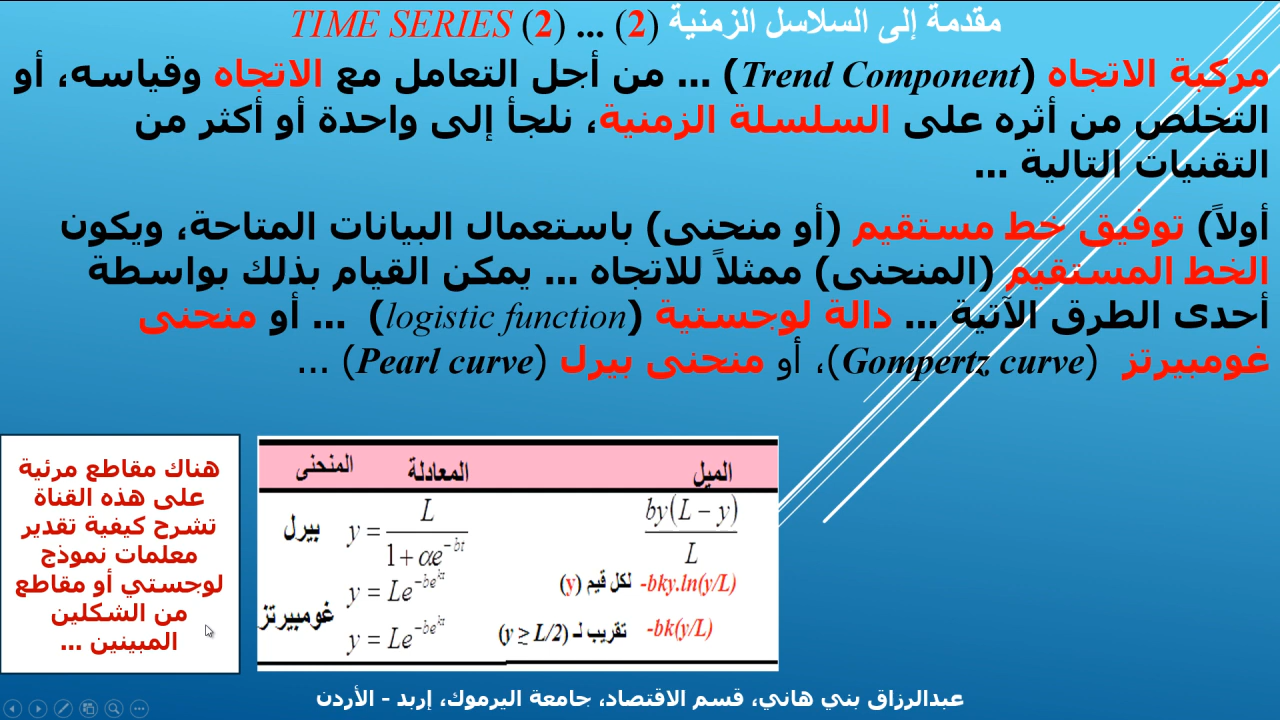 مقدمة إلى السلاسل الزمنية (2) ... TIME SERIES (2)
مركبة الاتجاه (Trend Component) ... من أجل التعامل مع الاتجاه وقياسه، أو
التخلص من أثره على السلسلة الزمنية، نلجأ إلى واحدة أو أكثر من
التقنيات التالية ...
أولاً) توفيق خط مستقيم (أو منحنى) باستعمال البيانات المتاحة، ويكون
الخط المستقيم (المنحنى) ممثلاً للاتجاه ... يمكن القيام بذلك بواسطة
أحدى الطرق الآتية ... دالة لوجستية (logistic function) ... أو منحنى
غومبيرتز (Gompertz curve)، أو منحنى بيرل (Pearl curve) ...
المنحنى المعادلة الميل
بيرل y = L / (1 + αe^{-bt}) by(L - y) / L
y = Le^{-be^{kt}} لكل قيم (y) -bky.ln(y/L)
غومبيرتز
y = Le^{-be^{kt}} تقريب لـ (y ≥ L/2) -bk(y/L)
هناك مقاطع مرئية
على هذه القناة
تشرح كيفية تقدير
معلمات نموذج
لوجستي أو مقاطع
من الشكلين
المبينين ...
عبدالرزاق بني هاني، قسم الاقتصاد، جامعة اليرموك، إربد - الأردن